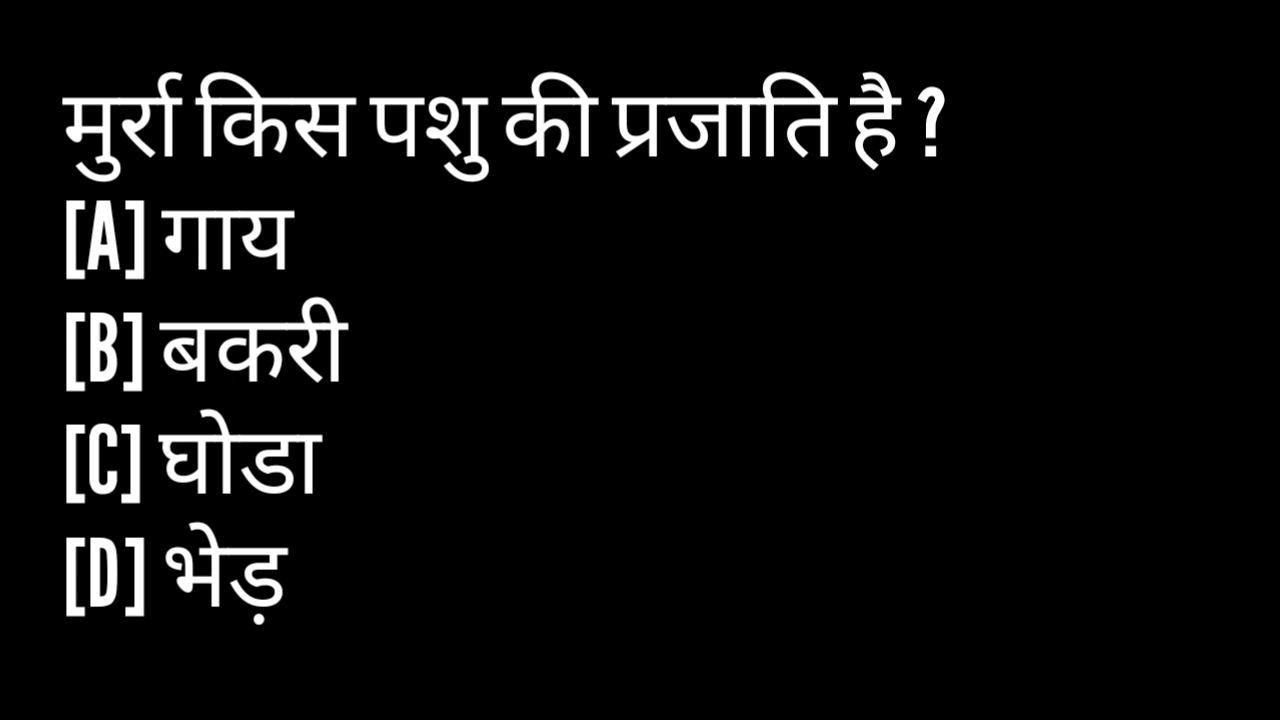 मुर्रा किस पशु की प्रजाति है ?
[A] गाय
[B] बकरी
[C] घोडा
[D] भेड़